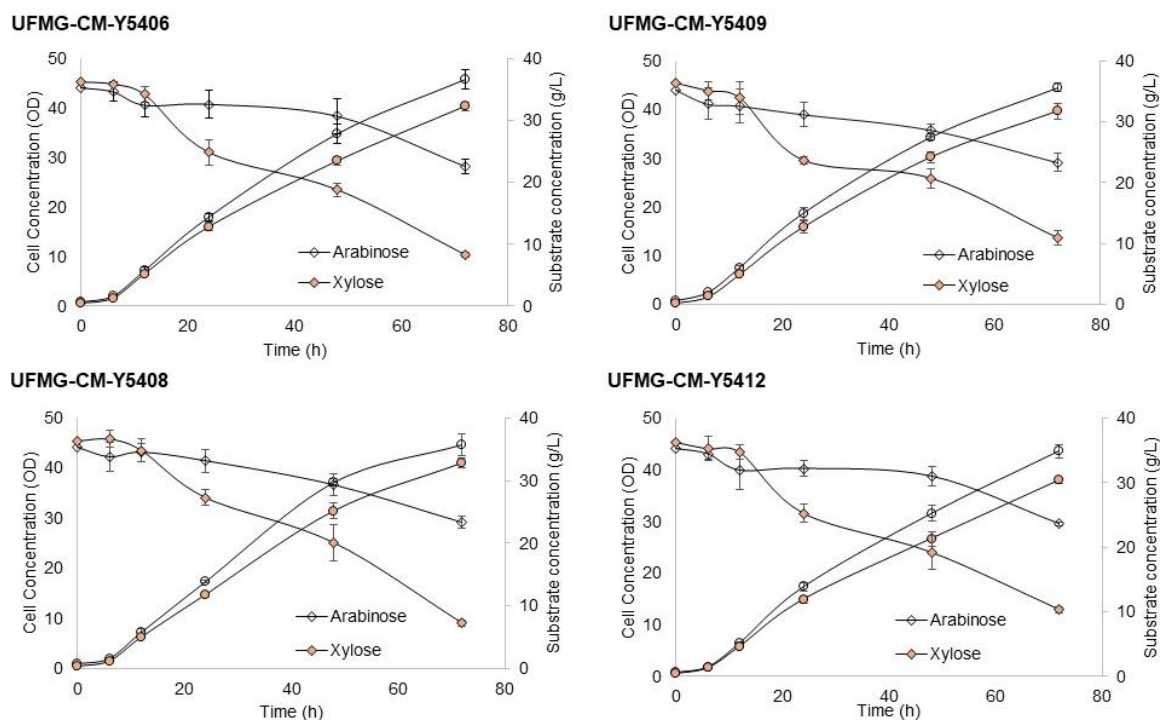 UFMG-CM-Y5406
50
40
30
20
10
0
40
30
20
10
0
0 20 40 60 80
Cell Concentration (OD)
Substrate concentration (g/L)
Arabinose
Xylose
Time (h)
UFMG-CM-Y5409
50
40
30
20
10
0
40
30
20
10
0
0 20 40 60 80
Cell Concentration (OD)
Substrate concentration (g/L)
Arabinose
Xylose
Time (h)
UFMG-CM-Y5408
50
40
30
20
10
0
40
30
20
10
0
0 20 40 60 80
Cell Concentration (OD)
Substrate concentration (g/L)
Arabinose
Xylose
Time (h)
UFMG-CM-Y5412
50
40
30
20
10
0
40
30
20
10
0
0 20 40 60 80
Cell Concentration (OD)
Substrate concentration (g/L)
Arabinose
Xylose
Time (h)